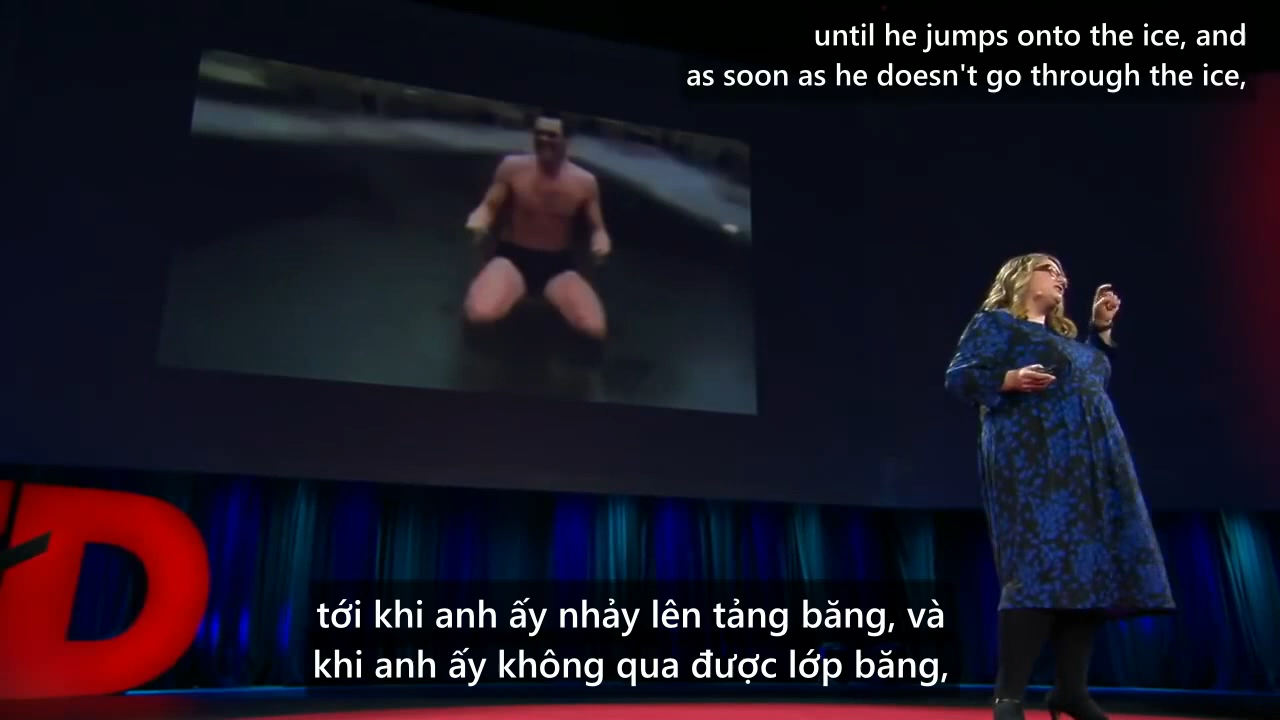 until he jumps onto the ice, and
as soon as he doesn't go through the ice,
D
tới khi anh ấy nhảy lên tảng băng, và
khi anh ấy không qua được lớp băng,